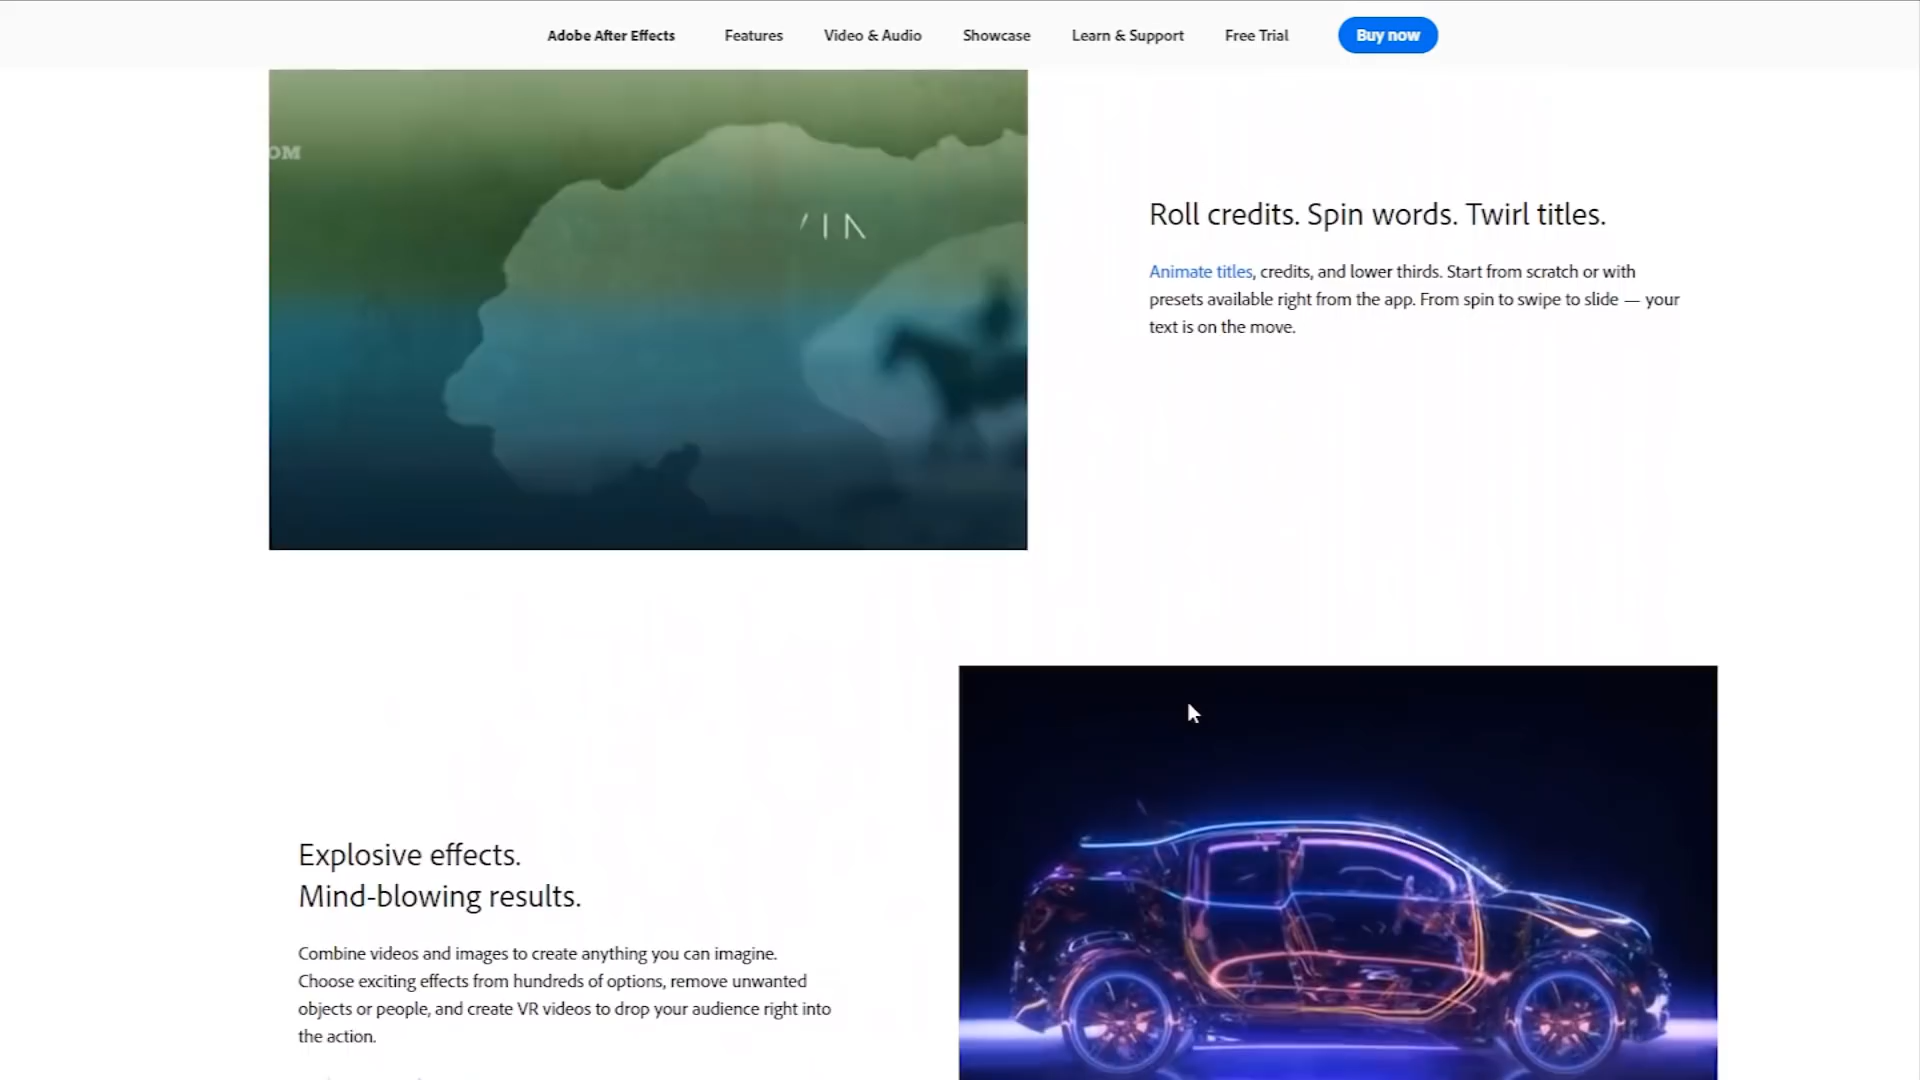 Adobe After Effects Features Video & Audio Showcase Learn & Support Free Trial Buy now
OM
Roll credits. Spin words. Twirl titles.
Animate titles, credits, and lower thirds. Start from scratch or with
presets available right from the app. From spin to swipe to slide — your
text is on the move.
Explosive effects.
Mind-blowing results.
Combine videos and images to create anything you can imagine.
Choose exciting effects from hundreds of options, remove unwanted
objects or people, and create VR videos to drop your audience right into
the action.